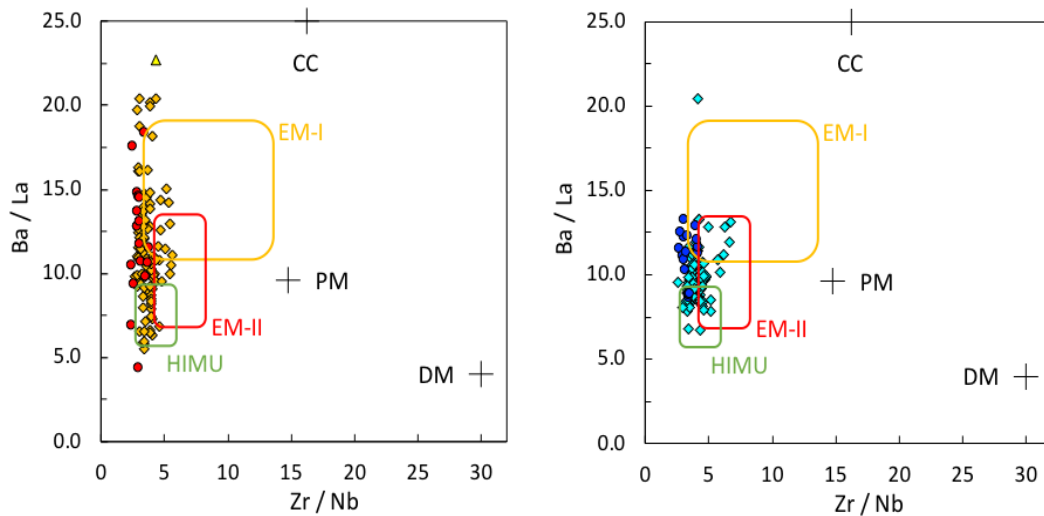 25.0
20.0
15.0
10.0
5.0
0.0
Ba / La
0 5 10 15 20 25 30
Zr / Nb
CC
EM-I
PM
EM-II
HIMU
DM
25.0
20.0
15.0
10.0
5.0
0.0
Ba / La
0 5 10 15 20 25 30
Zr / Nb
CC
EM-I
PM
EM-II
HIMU
DM